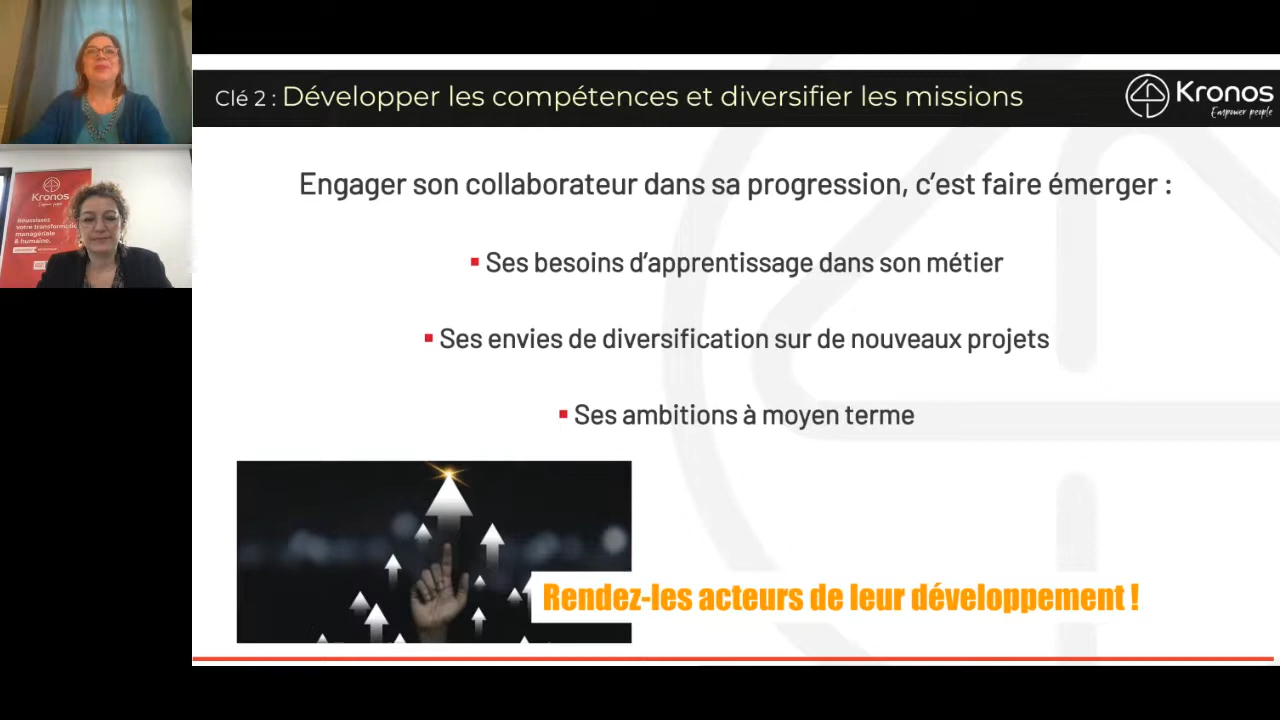 Clé 2 : Développer les compétences et diversifier les missions
Kronos
Empower people
Engager son collaborateur dans sa progression, c'est faire émerger :
▪ Ses besoins d'apprentissage dans son métier
▪ Ses envies de diversification sur de nouveaux projets
▪ Ses ambitions à moyen terme
Rendez-les acteurs de leur développement !
Kronos
Réussissez
votre transformatio
managériale
& humaine.